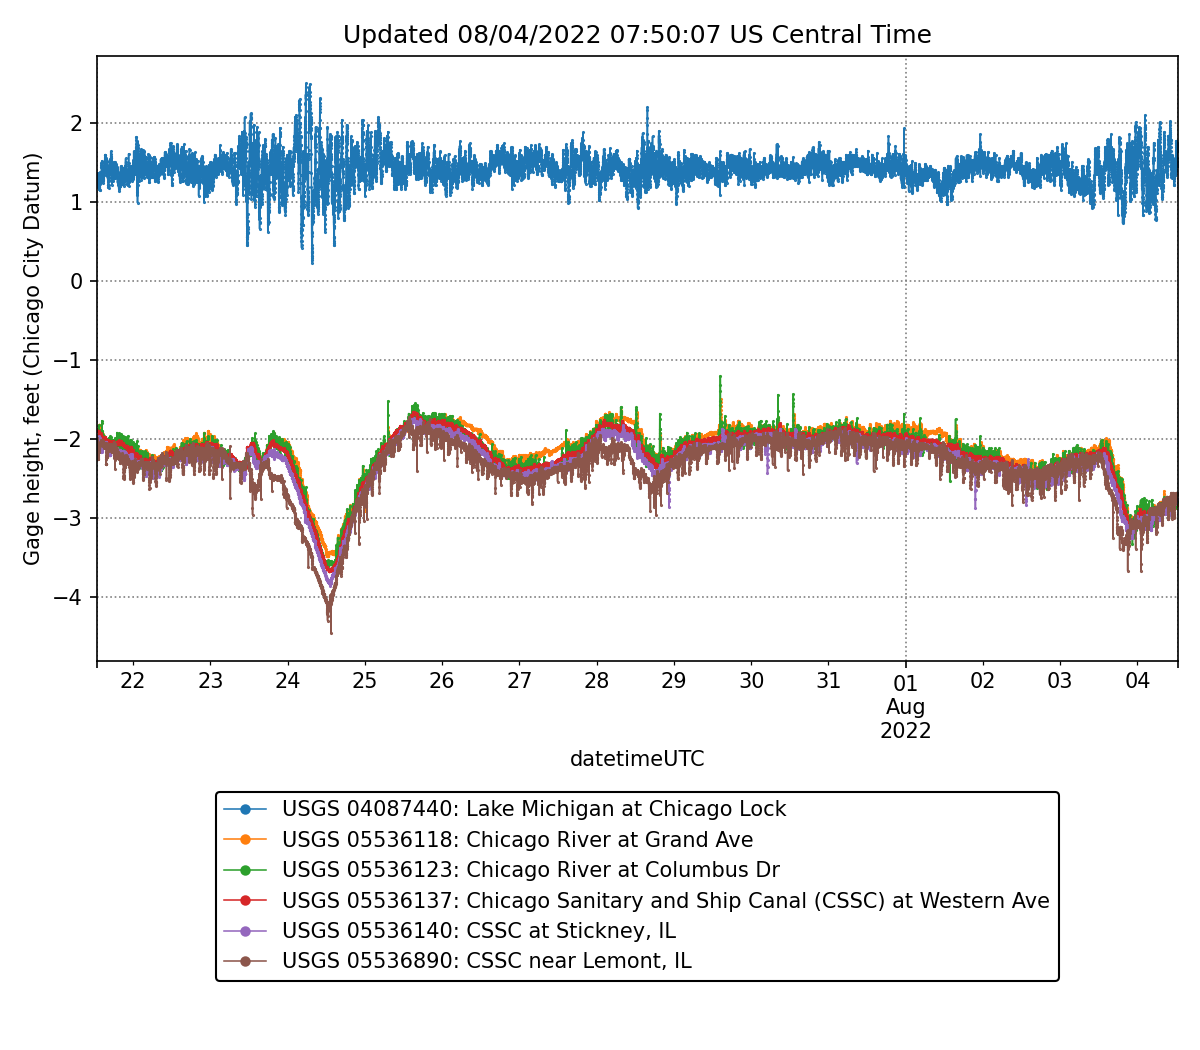 Updated 08/04/2022 07:50:07 US Central Time
Gage height, feet (Chicago City Datum)
2
1
0
−1
−2
−3
−4
22 23 24 25 26 27 28 29 30 31 01 02 03 04
Aug
2022
datetimeUTC
USGS 04087440: Lake Michigan at Chicago Lock
USGS 05536118: Chicago River at Grand Ave
USGS 05536123: Chicago River at Columbus Dr
USGS 05536137: Chicago Sanitary and Ship Canal (CSSC) at Western Ave
USGS 05536140: CSSC at Stickney, IL
USGS 05536890: CSSC near Lemont, IL